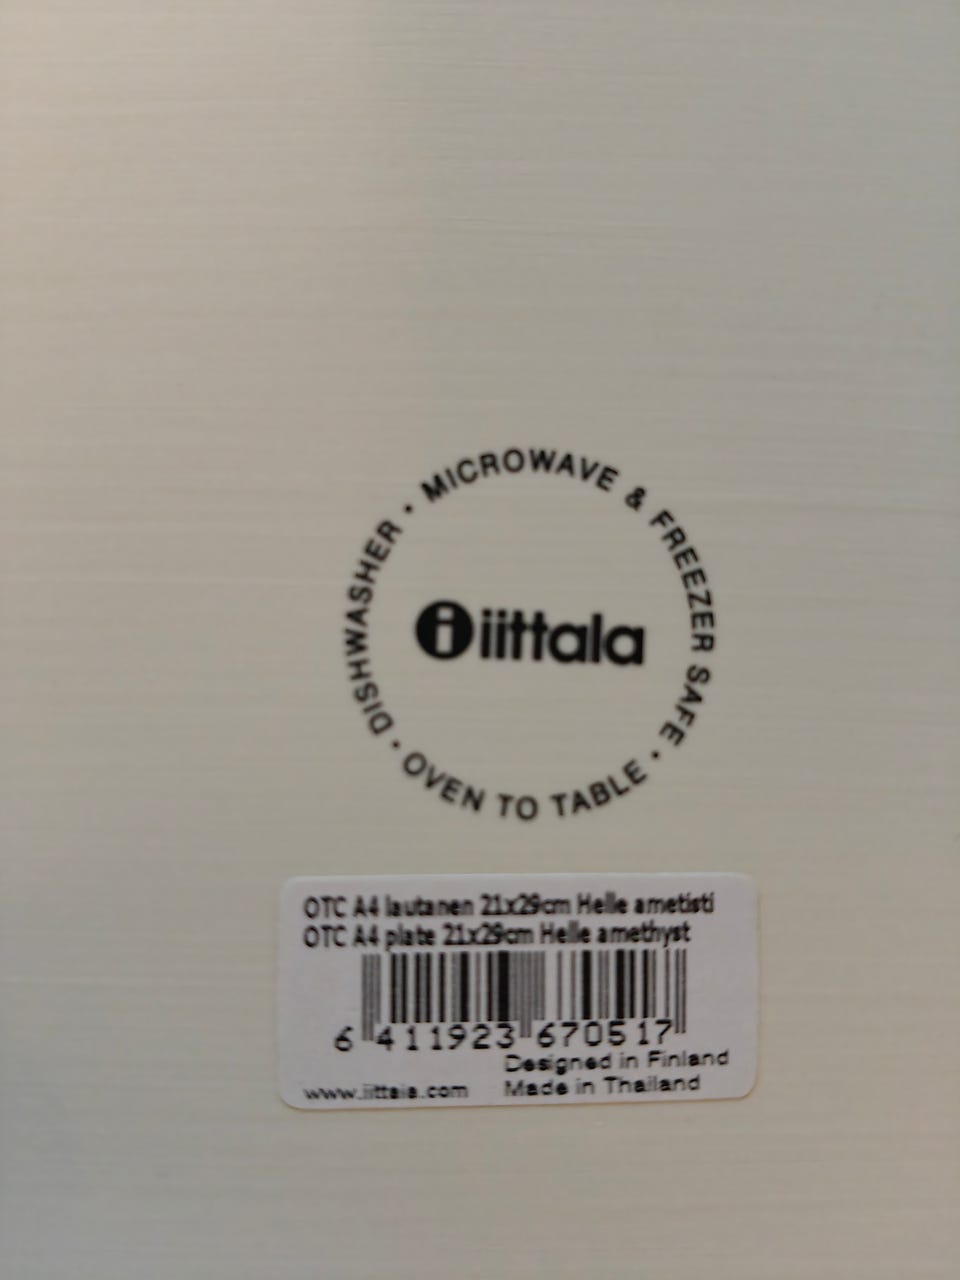 DISHWASHER • MICROWAVE & FREEZER SAFE • OVEN TO TABLE •
i iittala
OTC A4 lautanen 21x29cm Helle ametisti
OTC A4 plate 21x29cm Helle amethyst
6 411923 670517
Designed in Finland
www.iittala.com Made in Thailand